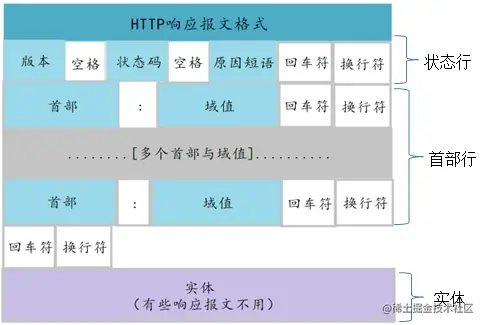 HTTP响应报文格式
版本 空格 状态码 空格 原因短语 回车符 换行符 状态行
首部 : 域值 回车符 换行符
........[多个首部与域值].......... 首部行
首部 : 域值 回车符 换行符
回车符 换行符
实体
(有些响应报文不用) 实体
@稀土掘金技术社区